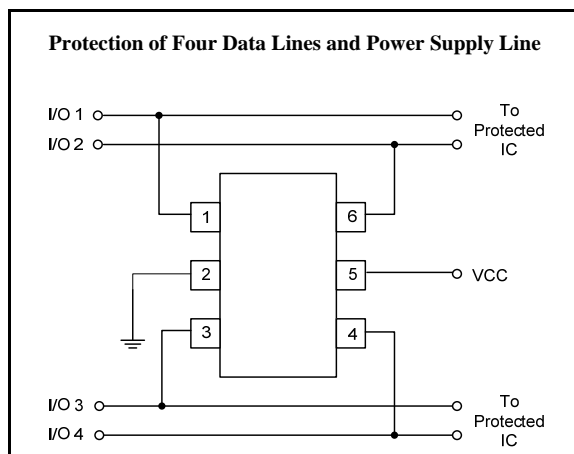 Protection of Four Data Lines and Power Supply Line
I/O 1
I/O 2
To
Protected
IC
1
6
2
5
VCC
3
4
I/O 3
I/O 4
To
Protected
IC